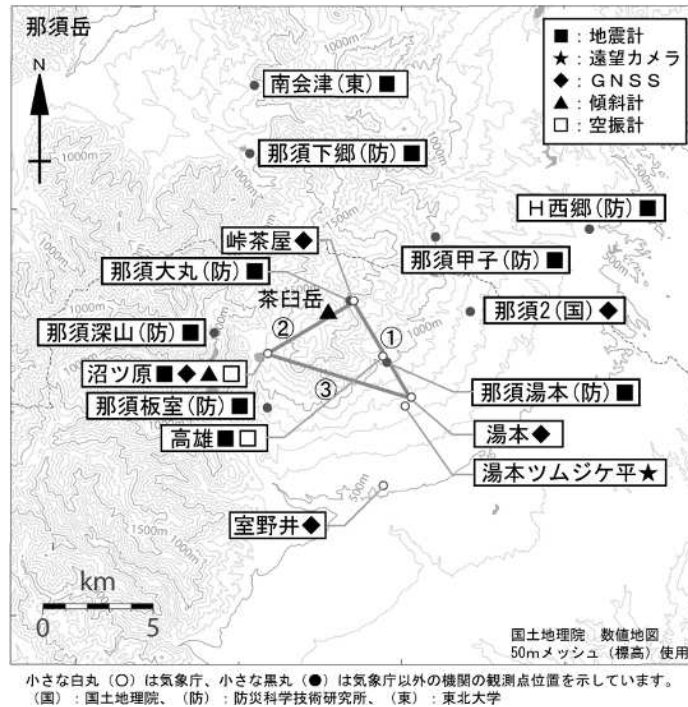 那須岳
N
■：地震計
★：遠望カメラ
◆：ＧＮＳＳ
▲：傾斜計
□：空振計
南会津(東)■
1000m
那須下郷(防)■
1000m
Ｈ西郷(防)■
1500m
峠茶屋◆
500m
那須甲子(防)■
那須大丸(防)■
茶臼岳
那須2(国)◆
1000m
那須深山(防)■
②
①
沼ツ原■◆▲□
③
那須湯本(防)■
那須板室(防)■
高雄■□
湯本◆
湯本ツムジケ平★
500m
室野井◆
1500m
1000m
km
0 5
国土地理院　数値地図
50mメッシュ（標高）使用
小さな白丸（○）は気象庁、小さな黒丸（●）は気象庁以外の機関の観測点位置を示しています。
（国）：国土地理院、（防）：防災科学技術研究所、（東）：東北大学